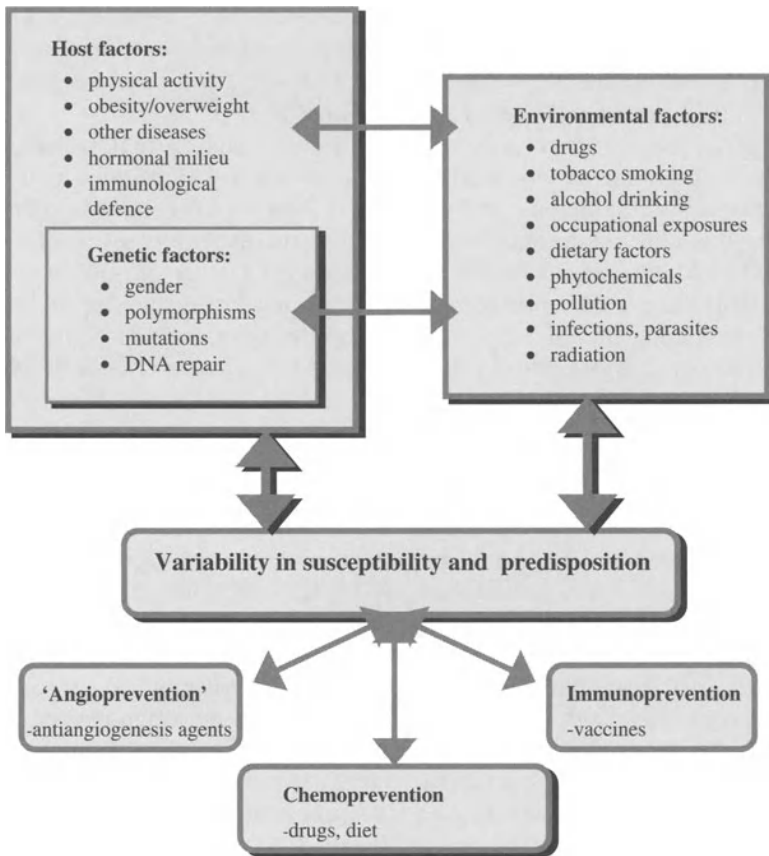 Host factors:
• physical activity
• obesity/overweight
• other diseases
• hormonal milieu
• immunological
defence
Genetic factors:
• gender
• polymorphisms
• mutations
• DNA repair
Environmental factors:
• drugs
• tobacco smoking
• alcohol drinking
• occupational exposures
• dietary factors
• phytochemicals
• pollution
• infections, parasites
• radiation
Variability in susceptibility and predisposition
'Angioprevention'
-antiangiogenesis agents
Immunoprevention
-vaccines
Chemoprevention
-drugs, diet